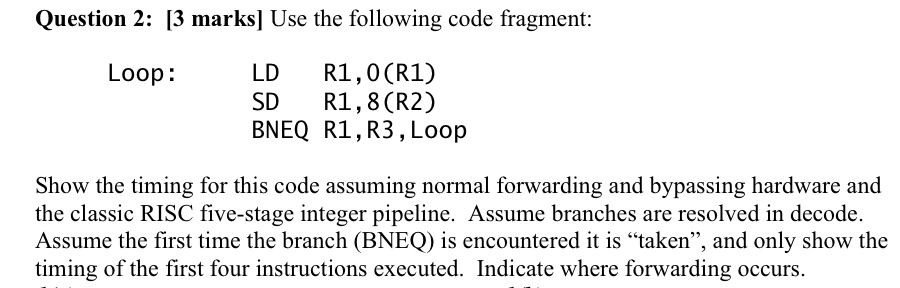 Question 2:  [3 marks] Use the following code fragment:
Loop: LD R1,0(R1)
SD R1,8(R2)
BNEQ R1,R3,Loop
Show the timing for this code assuming normal forwarding and bypassing hardware and
the classic RISC five-stage integer pipeline.  Assume branches are resolved in decode.
Assume the first time the branch (BNEQ) is encountered it is “taken”, and only show the
timing of the first four instructions executed.  Indicate where forwarding occurs.